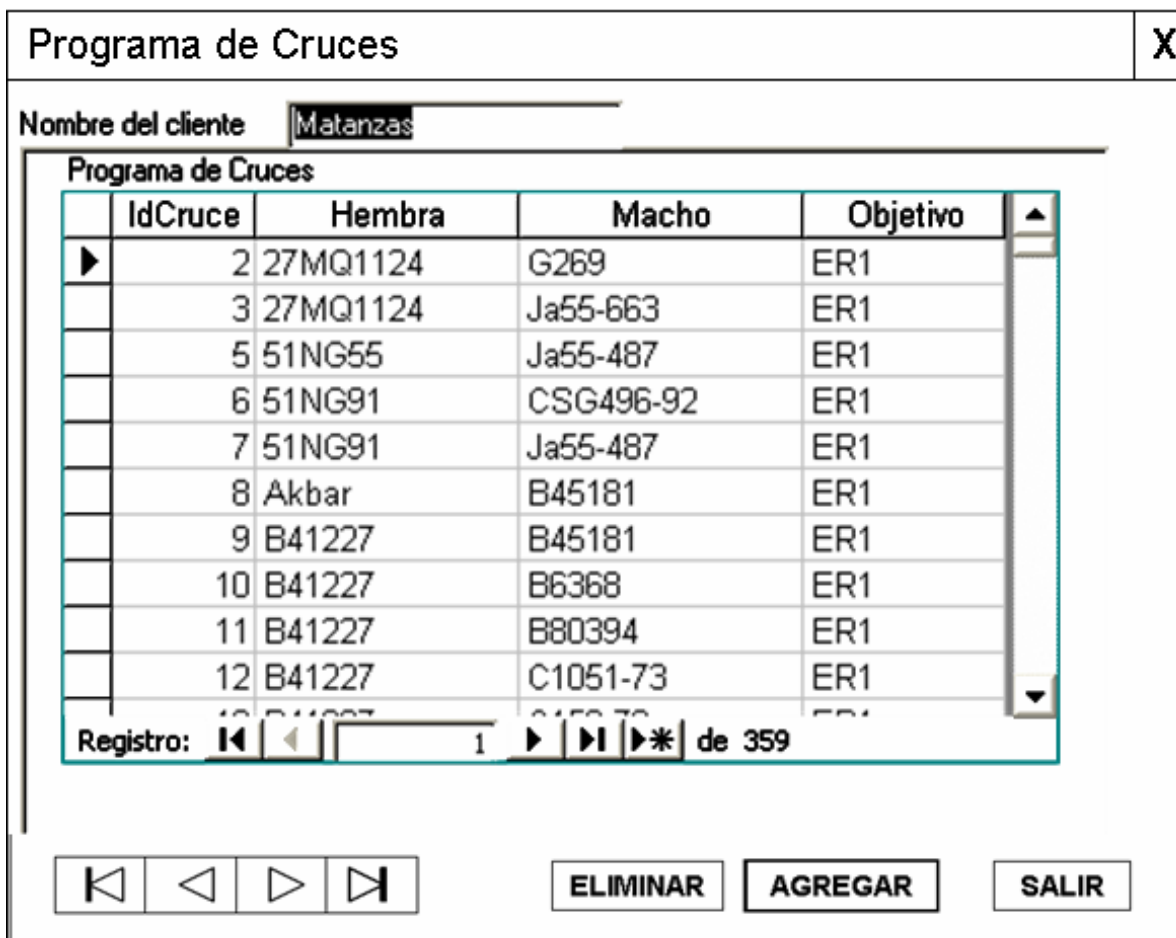 Programa de Cruces X
Nombre del cliente Matanzas
Programa de Cruces
IdCruce Hembra Macho Objetivo
2 27MQ1124 G269 ER1
3 27MQ1124 Ja55-663 ER1
5 51NG55 Ja55-487 ER1
6 51NG91 CSG496-92 ER1
7 51NG91 Ja55-487 ER1
8 Akbar B45181 ER1
9 B41227 B45181 ER1
10 B41227 B6368 ER1
11 B41227 B80394 ER1
12 B41227 C1051-73 ER1
Registro: 1 de 359
ELIMINAR AGREGAR SALIR